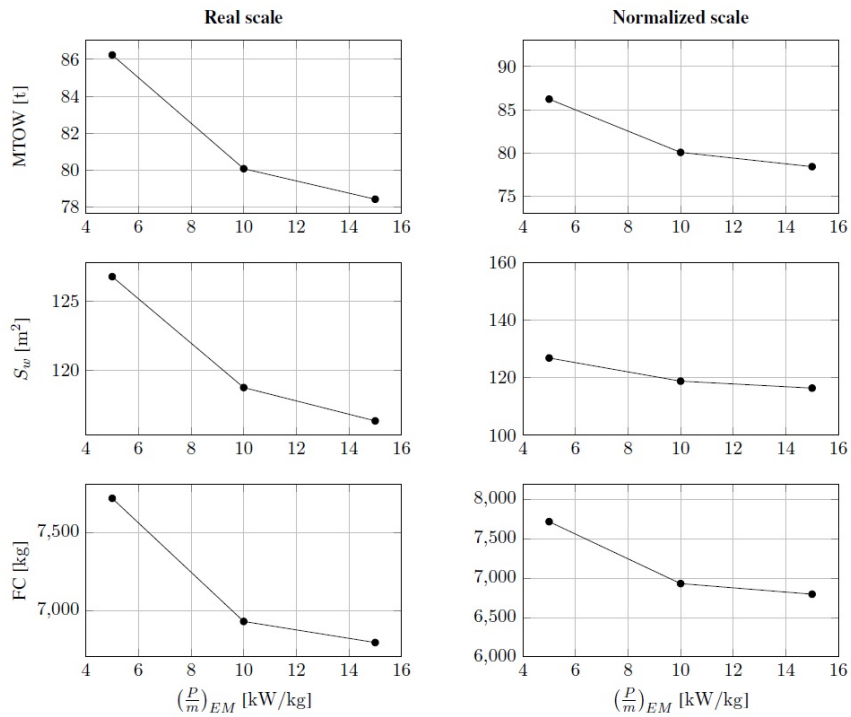 Real scale
Normalized scale
MTOW [t]
86
84
82
80
78
4 6 8 10 12 14 16
90
85
80
75
4 6 8 10 12 14 16
S_w [m²]
125
120
4 6 8 10 12 14 16
160
140
120
100
4 6 8 10 12 14 16
FC [kg]
7,500
7,000
4 6 8 10 12 14 16
(P/m)_EM [kW/kg]
8,000
7,500
7,000
6,500
6,000
4 6 8 10 12 14 16
(P/m)_EM [kW/kg]